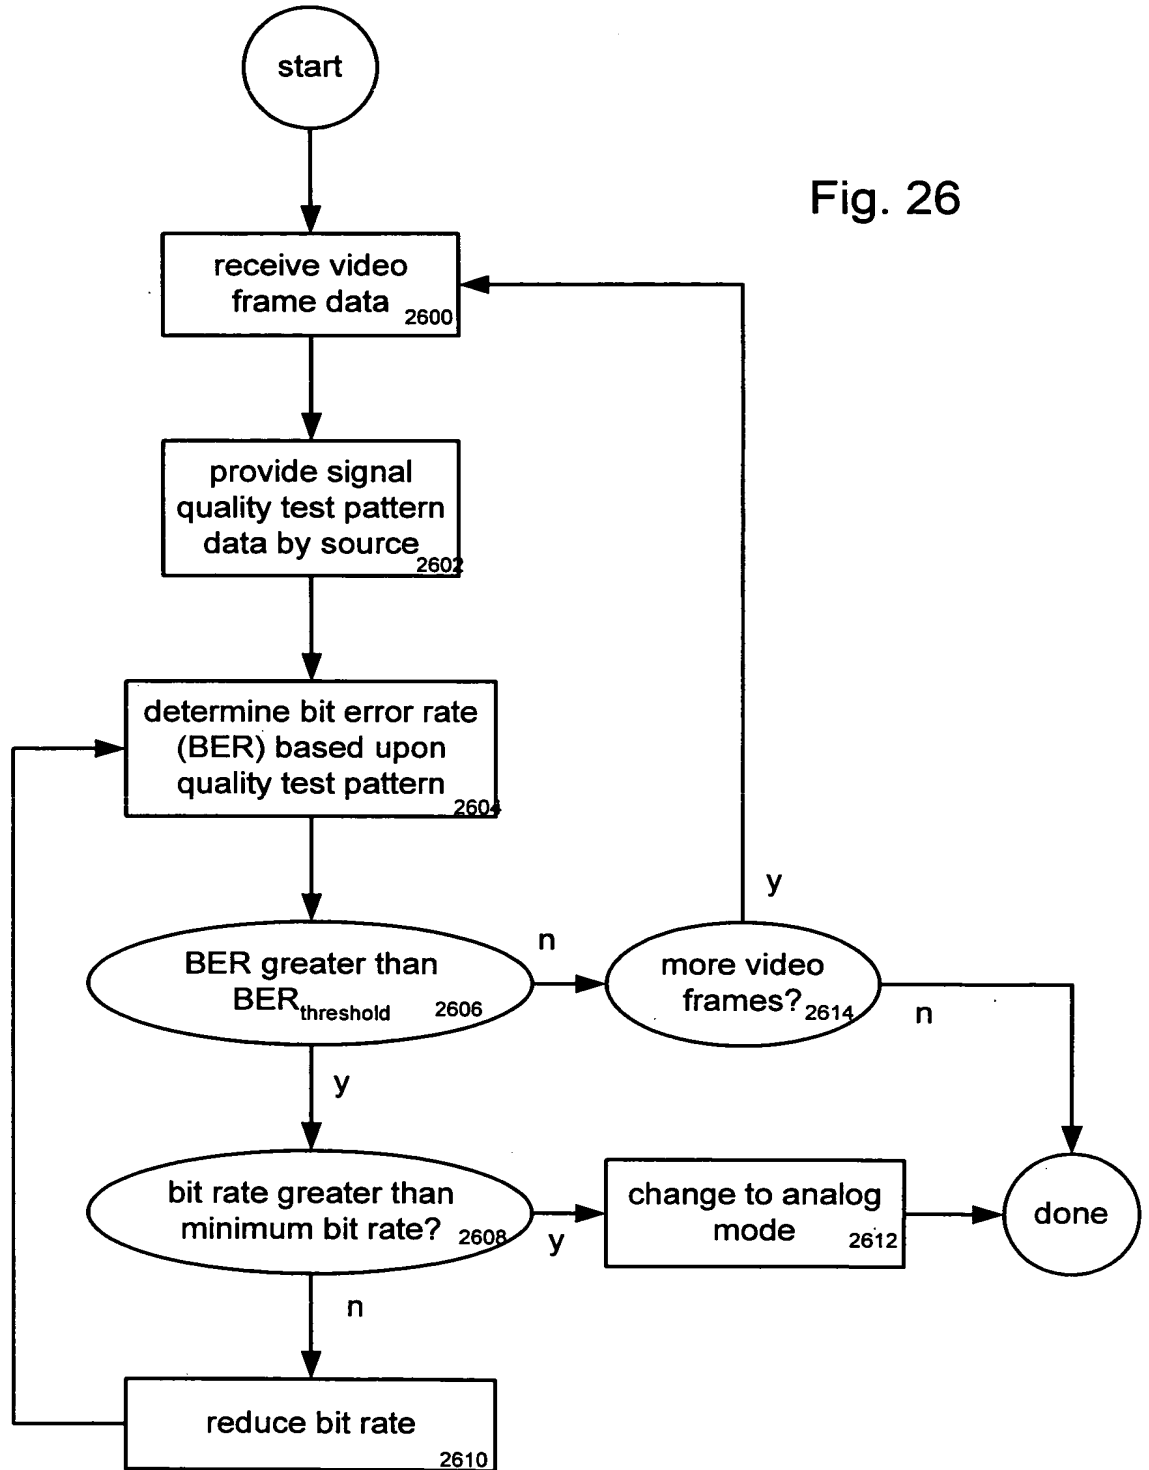 start
Fig. 26
receive video
frame data
2600
provide signal
quality test pattern
data by source
2602
determine bit error rate
(BER) based upon
quality test pattern
2604
BER greater than
BERthreshold
2606
n
more video
frames?
2614
y
n
y
bit rate greater than
minimum bit rate?
2608
y
change to analog
mode
2612
done
n
reduce bit rate
2610